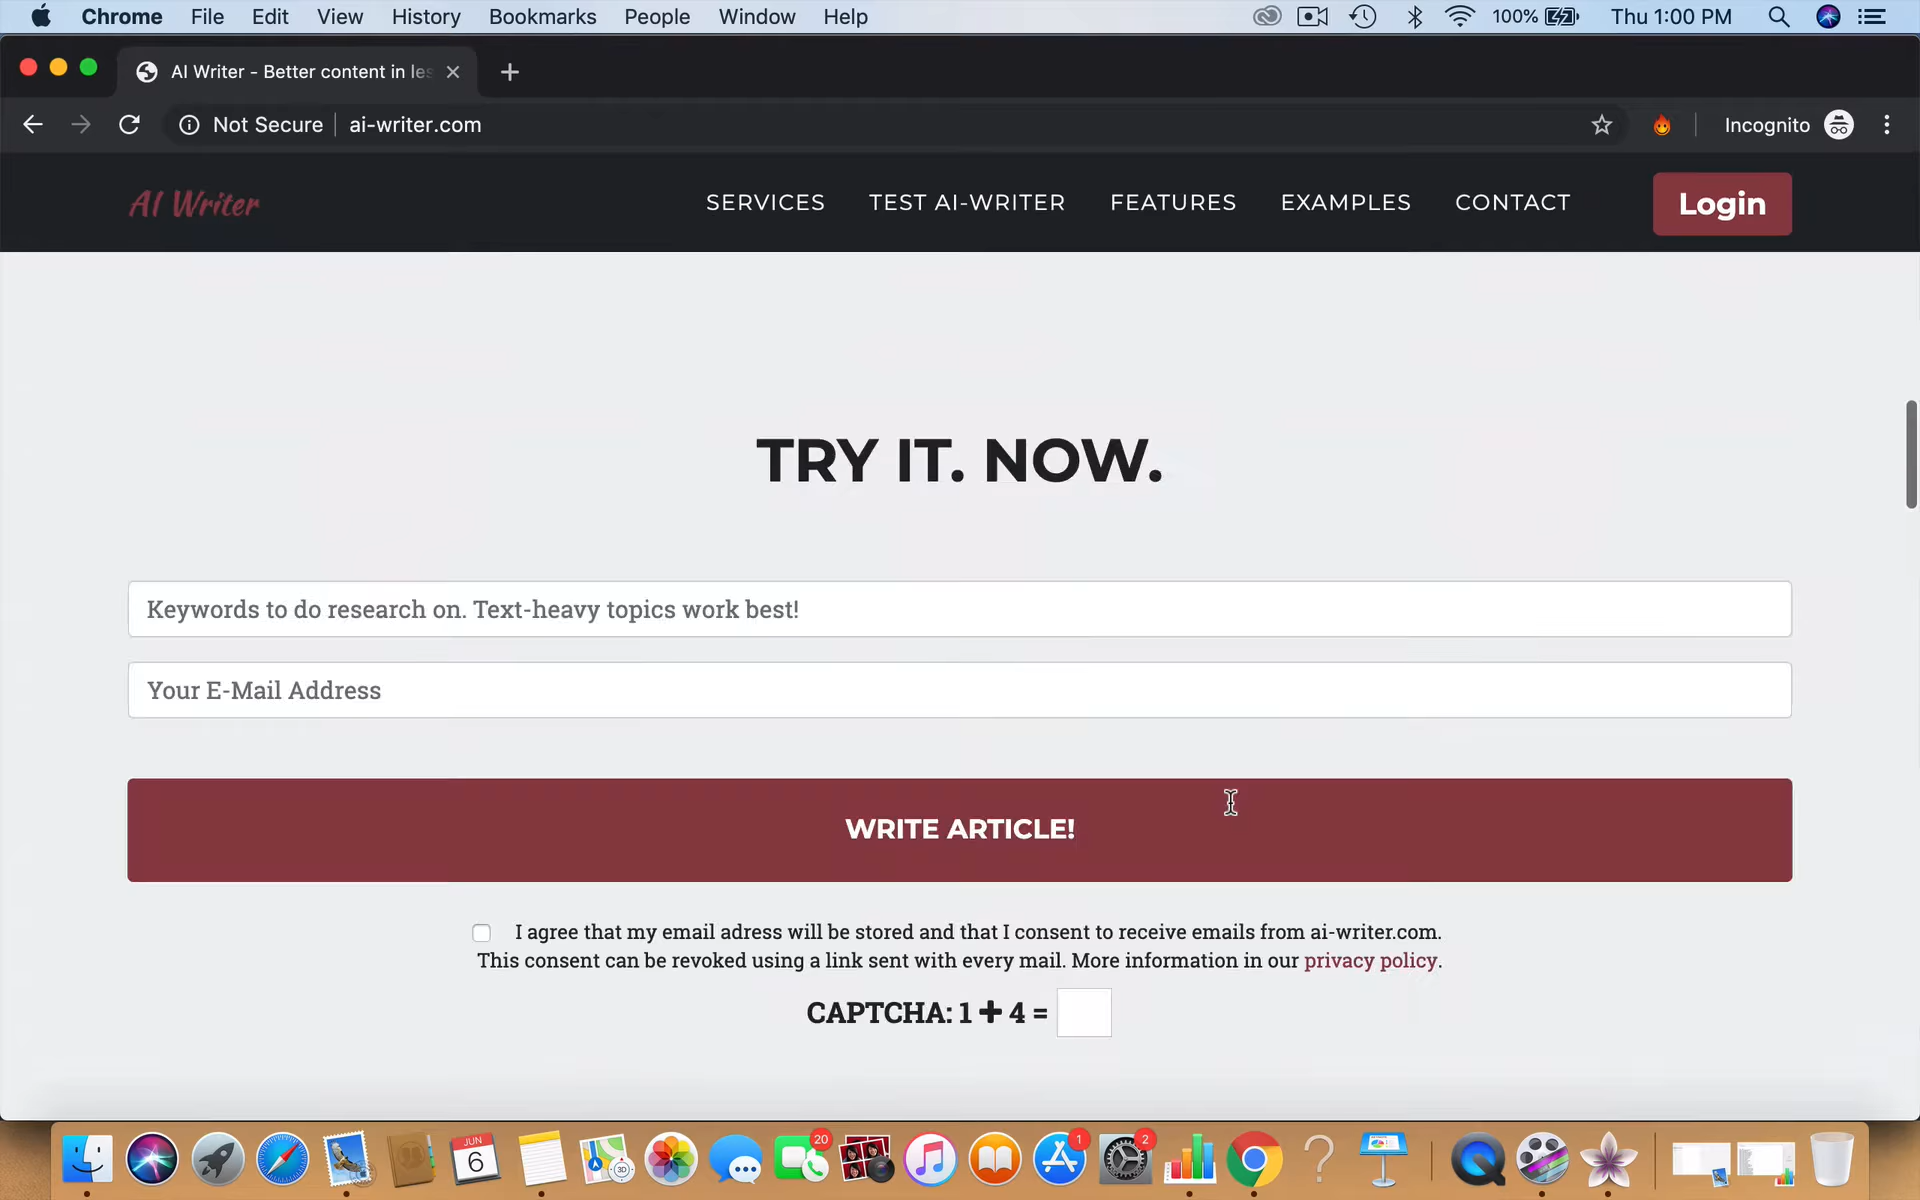 Chrome File Edit View History Bookmarks People Window Help 100% Thu 1:00 PM
AI Writer - Better content in les
Not Secure ai-writer.com Incognito
AI Writer SERVICES TEST AI-WRITER FEATURES EXAMPLES CONTACT Login
TRY IT. NOW.
Keywords to do research on. Text-heavy topics work best!
Your E-Mail Address
WRITE ARTICLE!
I agree that my email adress will be stored and that I consent to receive emails from ai-writer.com.
This consent can be revoked using a link sent with every mail. More information in our privacy policy.
CAPTCHA: 1 + 4 =
JUN 6 3D 20 1 2 ?